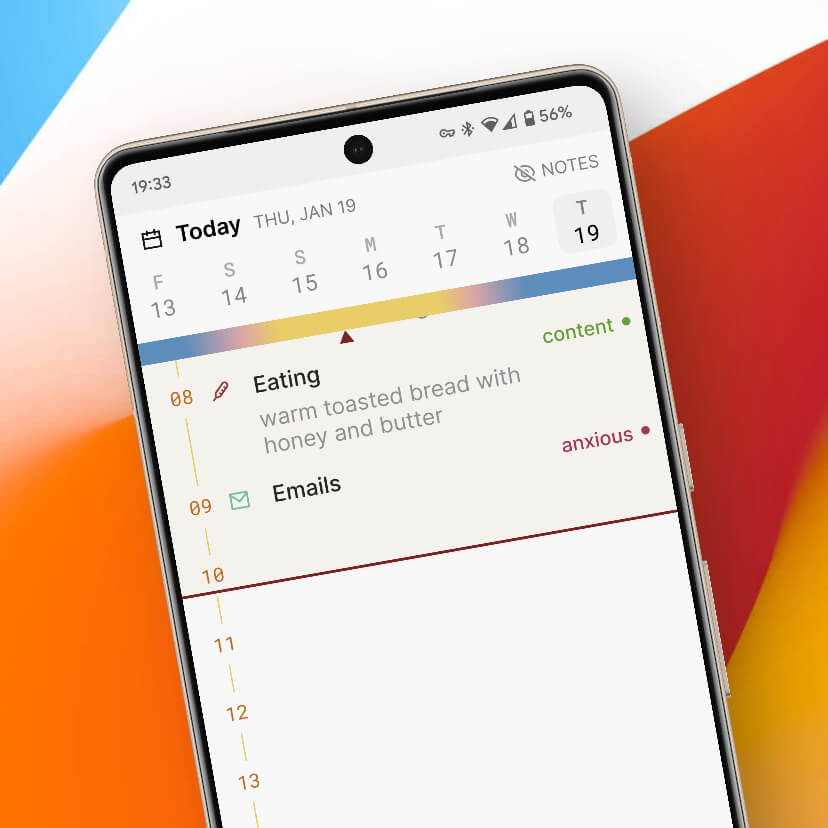 19:33
56%
NOTES
Today THU, JAN 19
F S S M T W T
13 14 15 16 17 18 19
content
08 Eating
warm toasted bread with
honey and butter
anxious
09 Emails
10
11
12
13